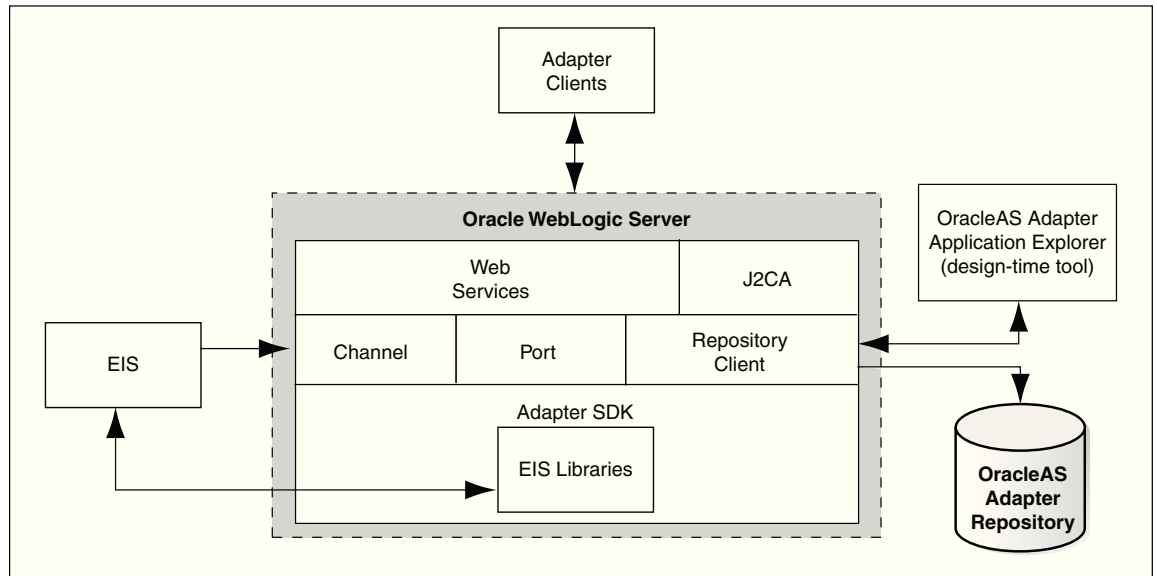 Adapter
Clients
Oracle WebLogic Server
Web
Services
J2CA
OracleAS Adapter
Application Explorer
(design-time tool)
EIS
Channel
Port
Repository
Client
Adapter SDK
EIS Libraries
OracleAS
Adapter
Repository